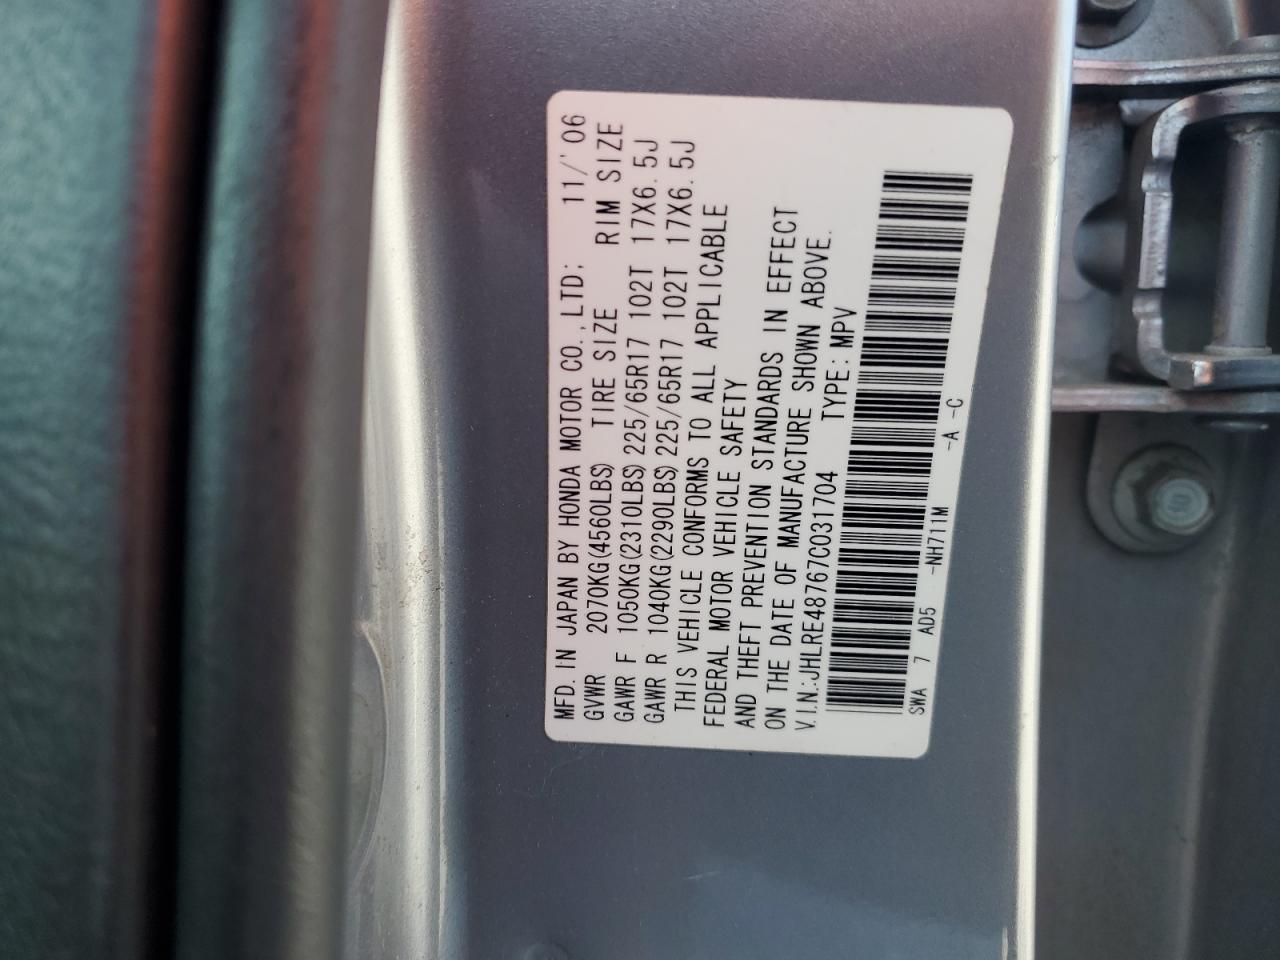 MFD. IN JAPAN BY HONDA MOTOR CO., LTD: 11/'06
GVWR 2070KG(4560LBS) TIRE SIZE RIM SIZE
GAWR F 1050KG(2310LBS) 225/65R17 102T 17X6.5J
GAWR R 1040KG(2290LBS) 225/65R17 102T 17X6.5J
THIS VEHICLE CONFORMS TO ALL APPLICABLE
FEDERAL MOTOR VEHICLE SAFETY
AND THEFT PREVENTION STANDARDS IN EFFECT
ON THE DATE OF MANUFACTURE SHOWN ABOVE.
V.I.N.:JHLRE48767C031704 TYPE: MPV
SWA 7 AD5 -NH711M -A -C